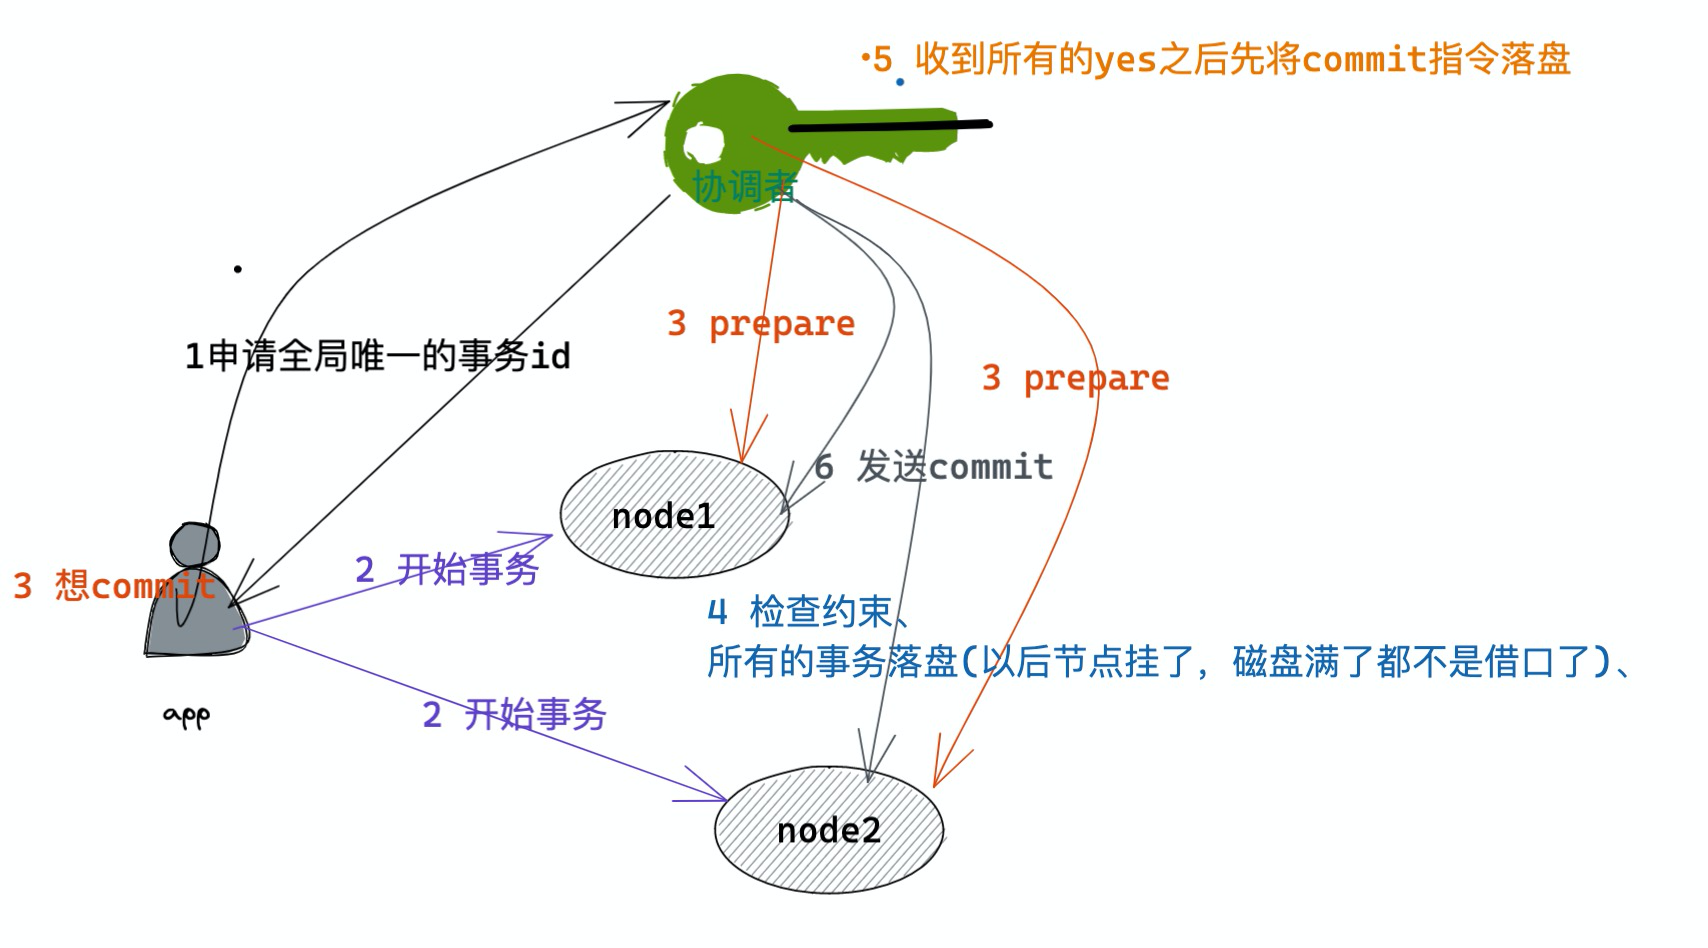 5 收到所有的yes之后先将commit指令落盘
协调者
3 prepare
1申请全局唯一的事务id
3 prepare
6 发送commit
node1
2 开始事务
3 想commit
4 检查约束、
所有的事务落盘(以后节点挂了，磁盘满了都不是借口了)、
app
2 开始事务
node2